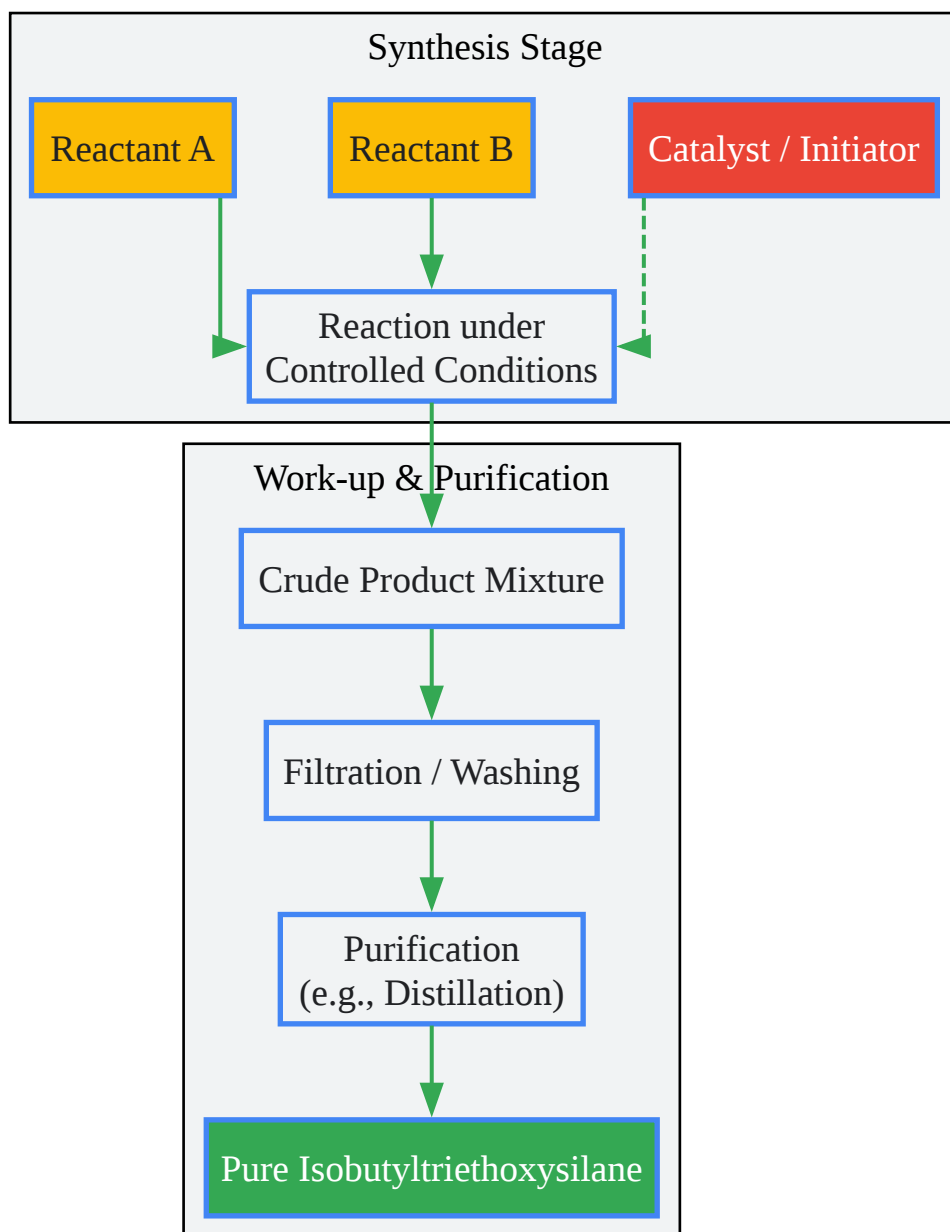 Synthesis Stage
Reactant A
Reactant B
Catalyst / Initiator
Reaction under
Controlled Conditions
Work-up & Purification
Crude Product Mixture
Filtration / Washing
Purification
(e.g., Distillation)
Pure Isobutyltriethoxysilane